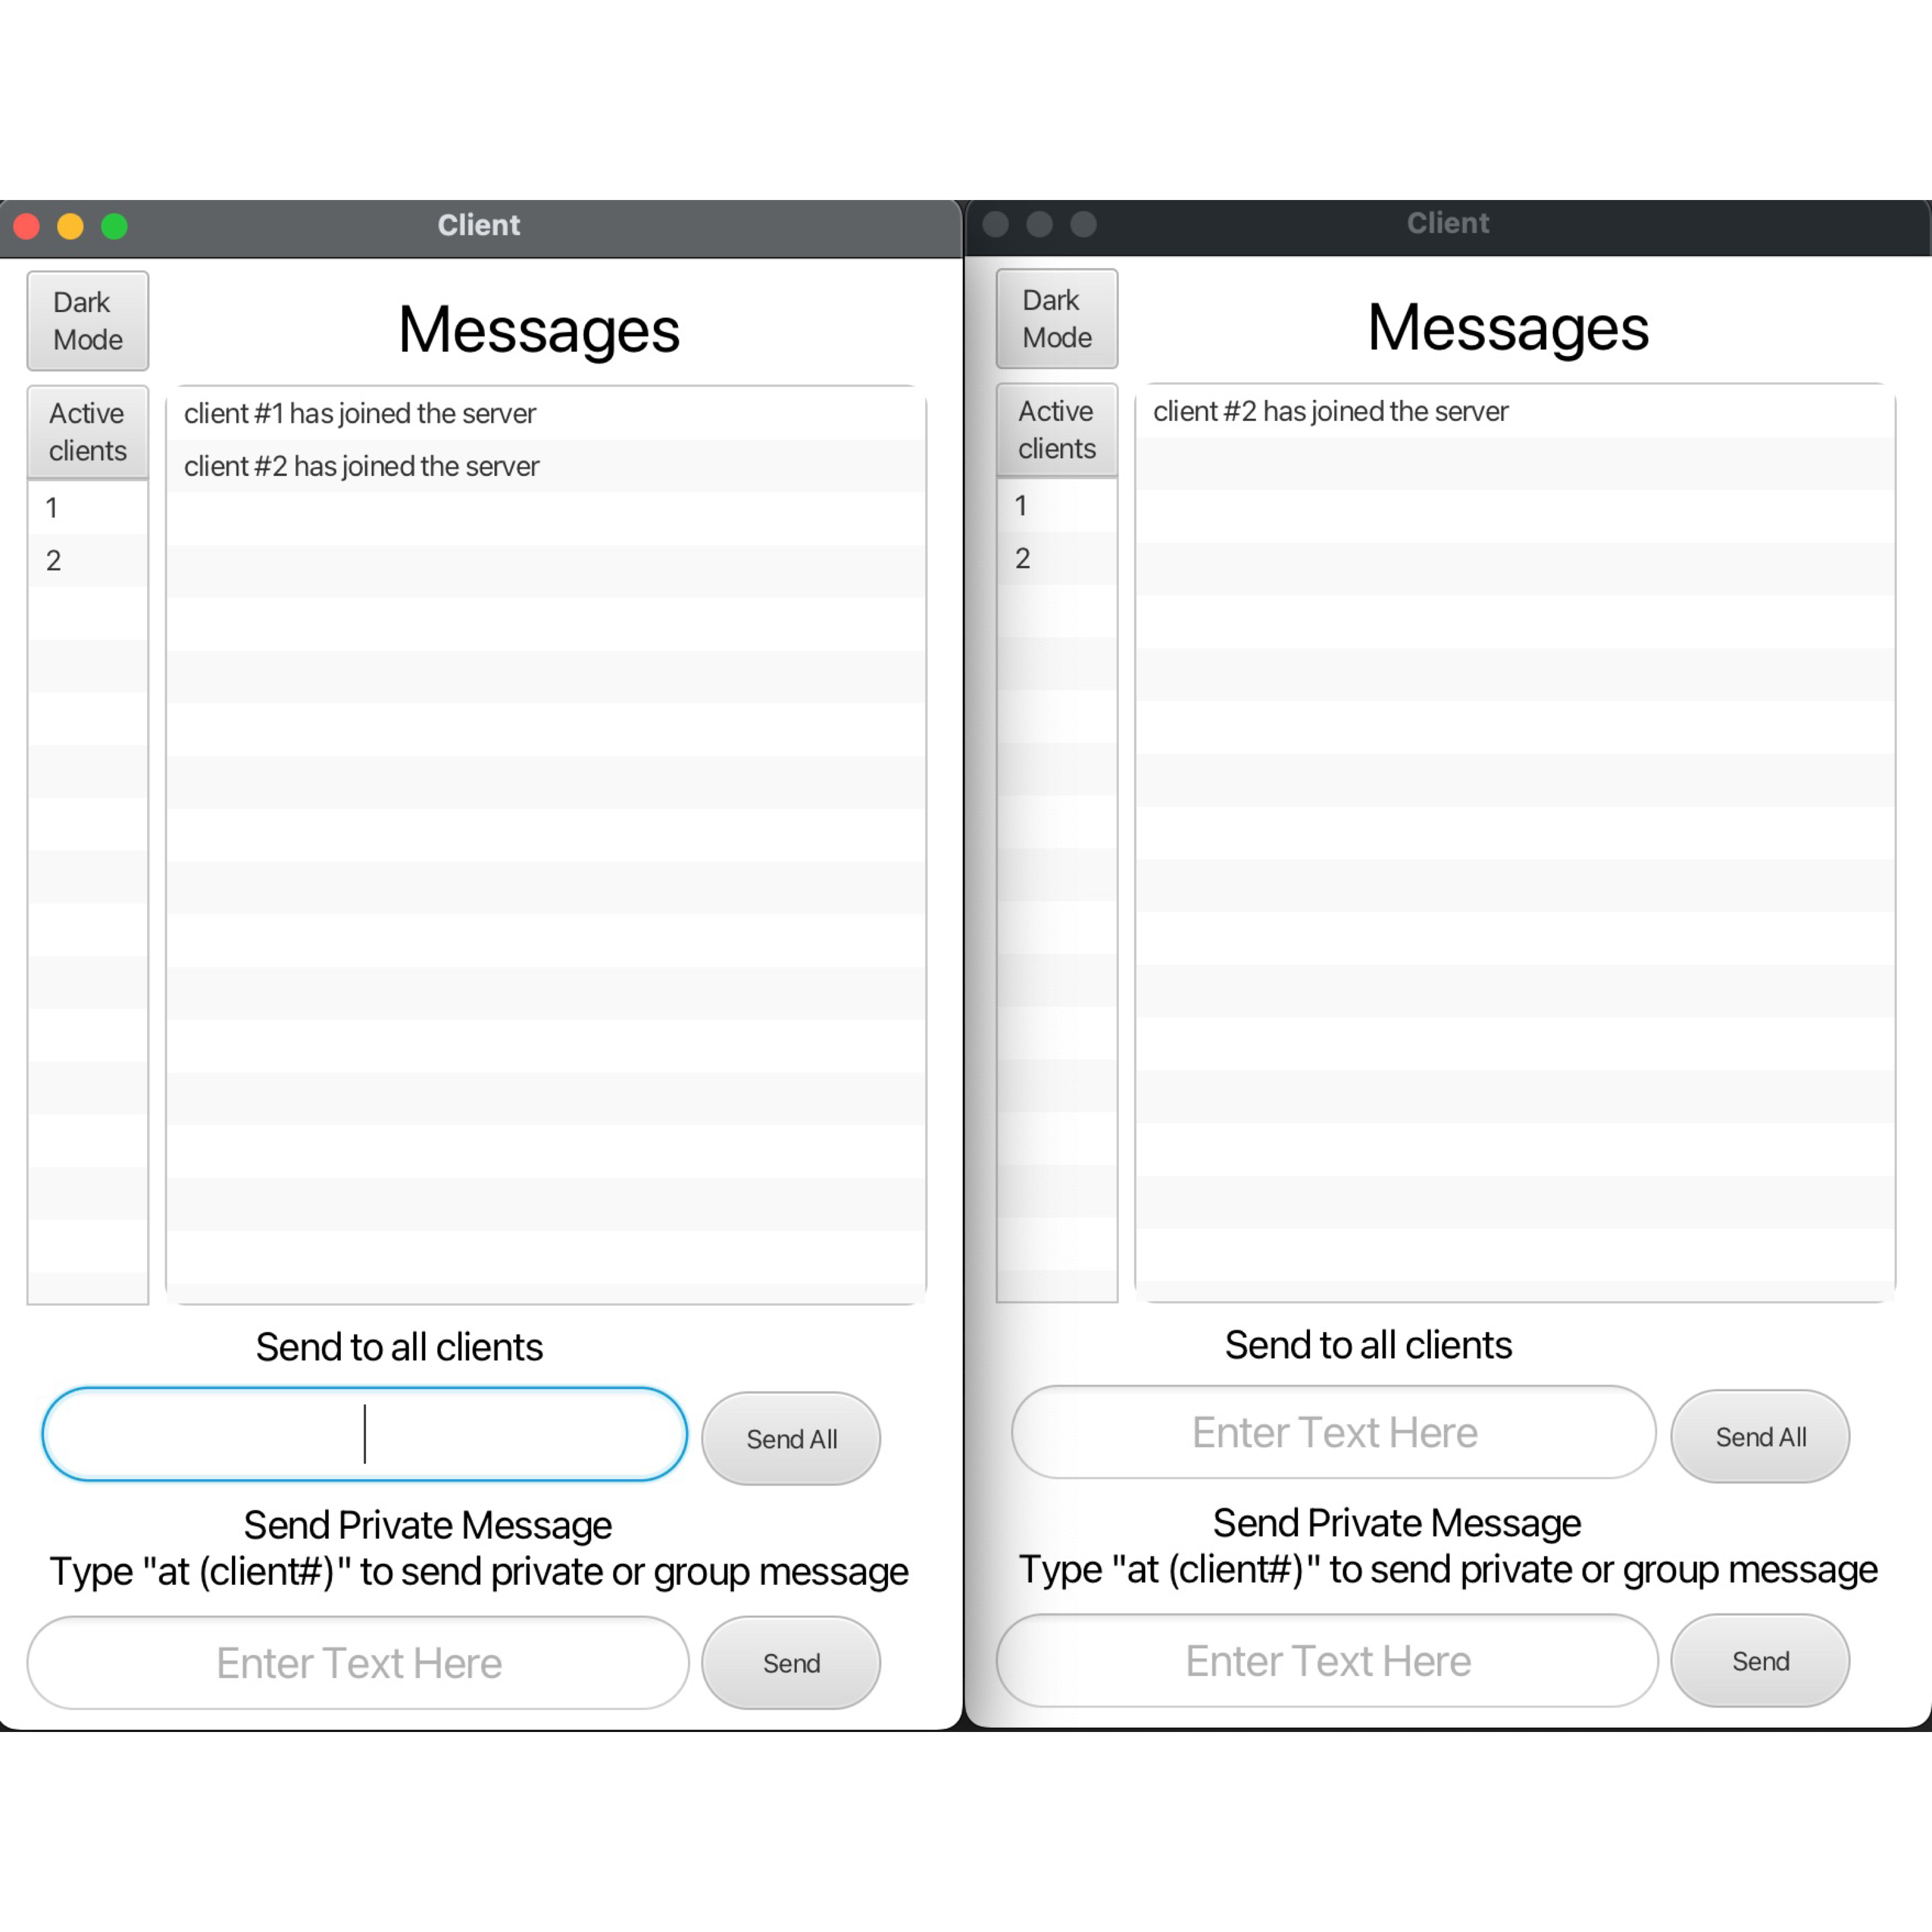 Client
Dark
Mode
Messages
Active
clients
client #1 has joined the server
client #2 has joined the server
1
2
Send to all clients
Send All
Send Private Message
Type "at (client#)" to send private or group message
Enter Text Here
Send
Client
Dark
Mode
Messages
Active
clients
client #2 has joined the server
1
2
Send to all clients
Enter Text Here
Send All
Send Private Message
Type "at (client#)" to send private or group message
Enter Text Here
Send